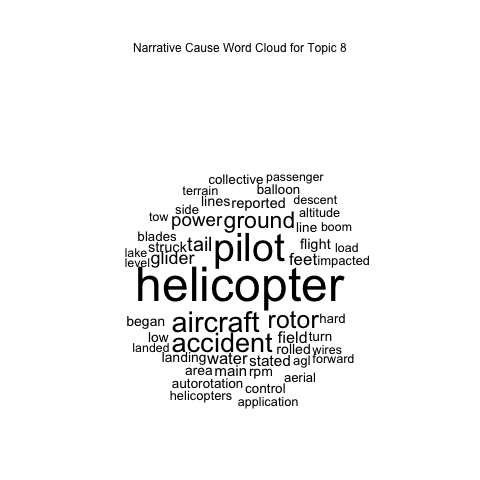 Narrative Cause Word Cloud for Topic 8
collective passenger
terrain balloon
lines reported descent
side altitude
tow power ground line boom
blades struck tail pilot flight load
lake level glider feet impacted
helicopter
began aircraft rotor hard
low accident field turn
landed rolled wires
landing water stated agl forward
area main rpm
autorotation control aerial
helicopters application